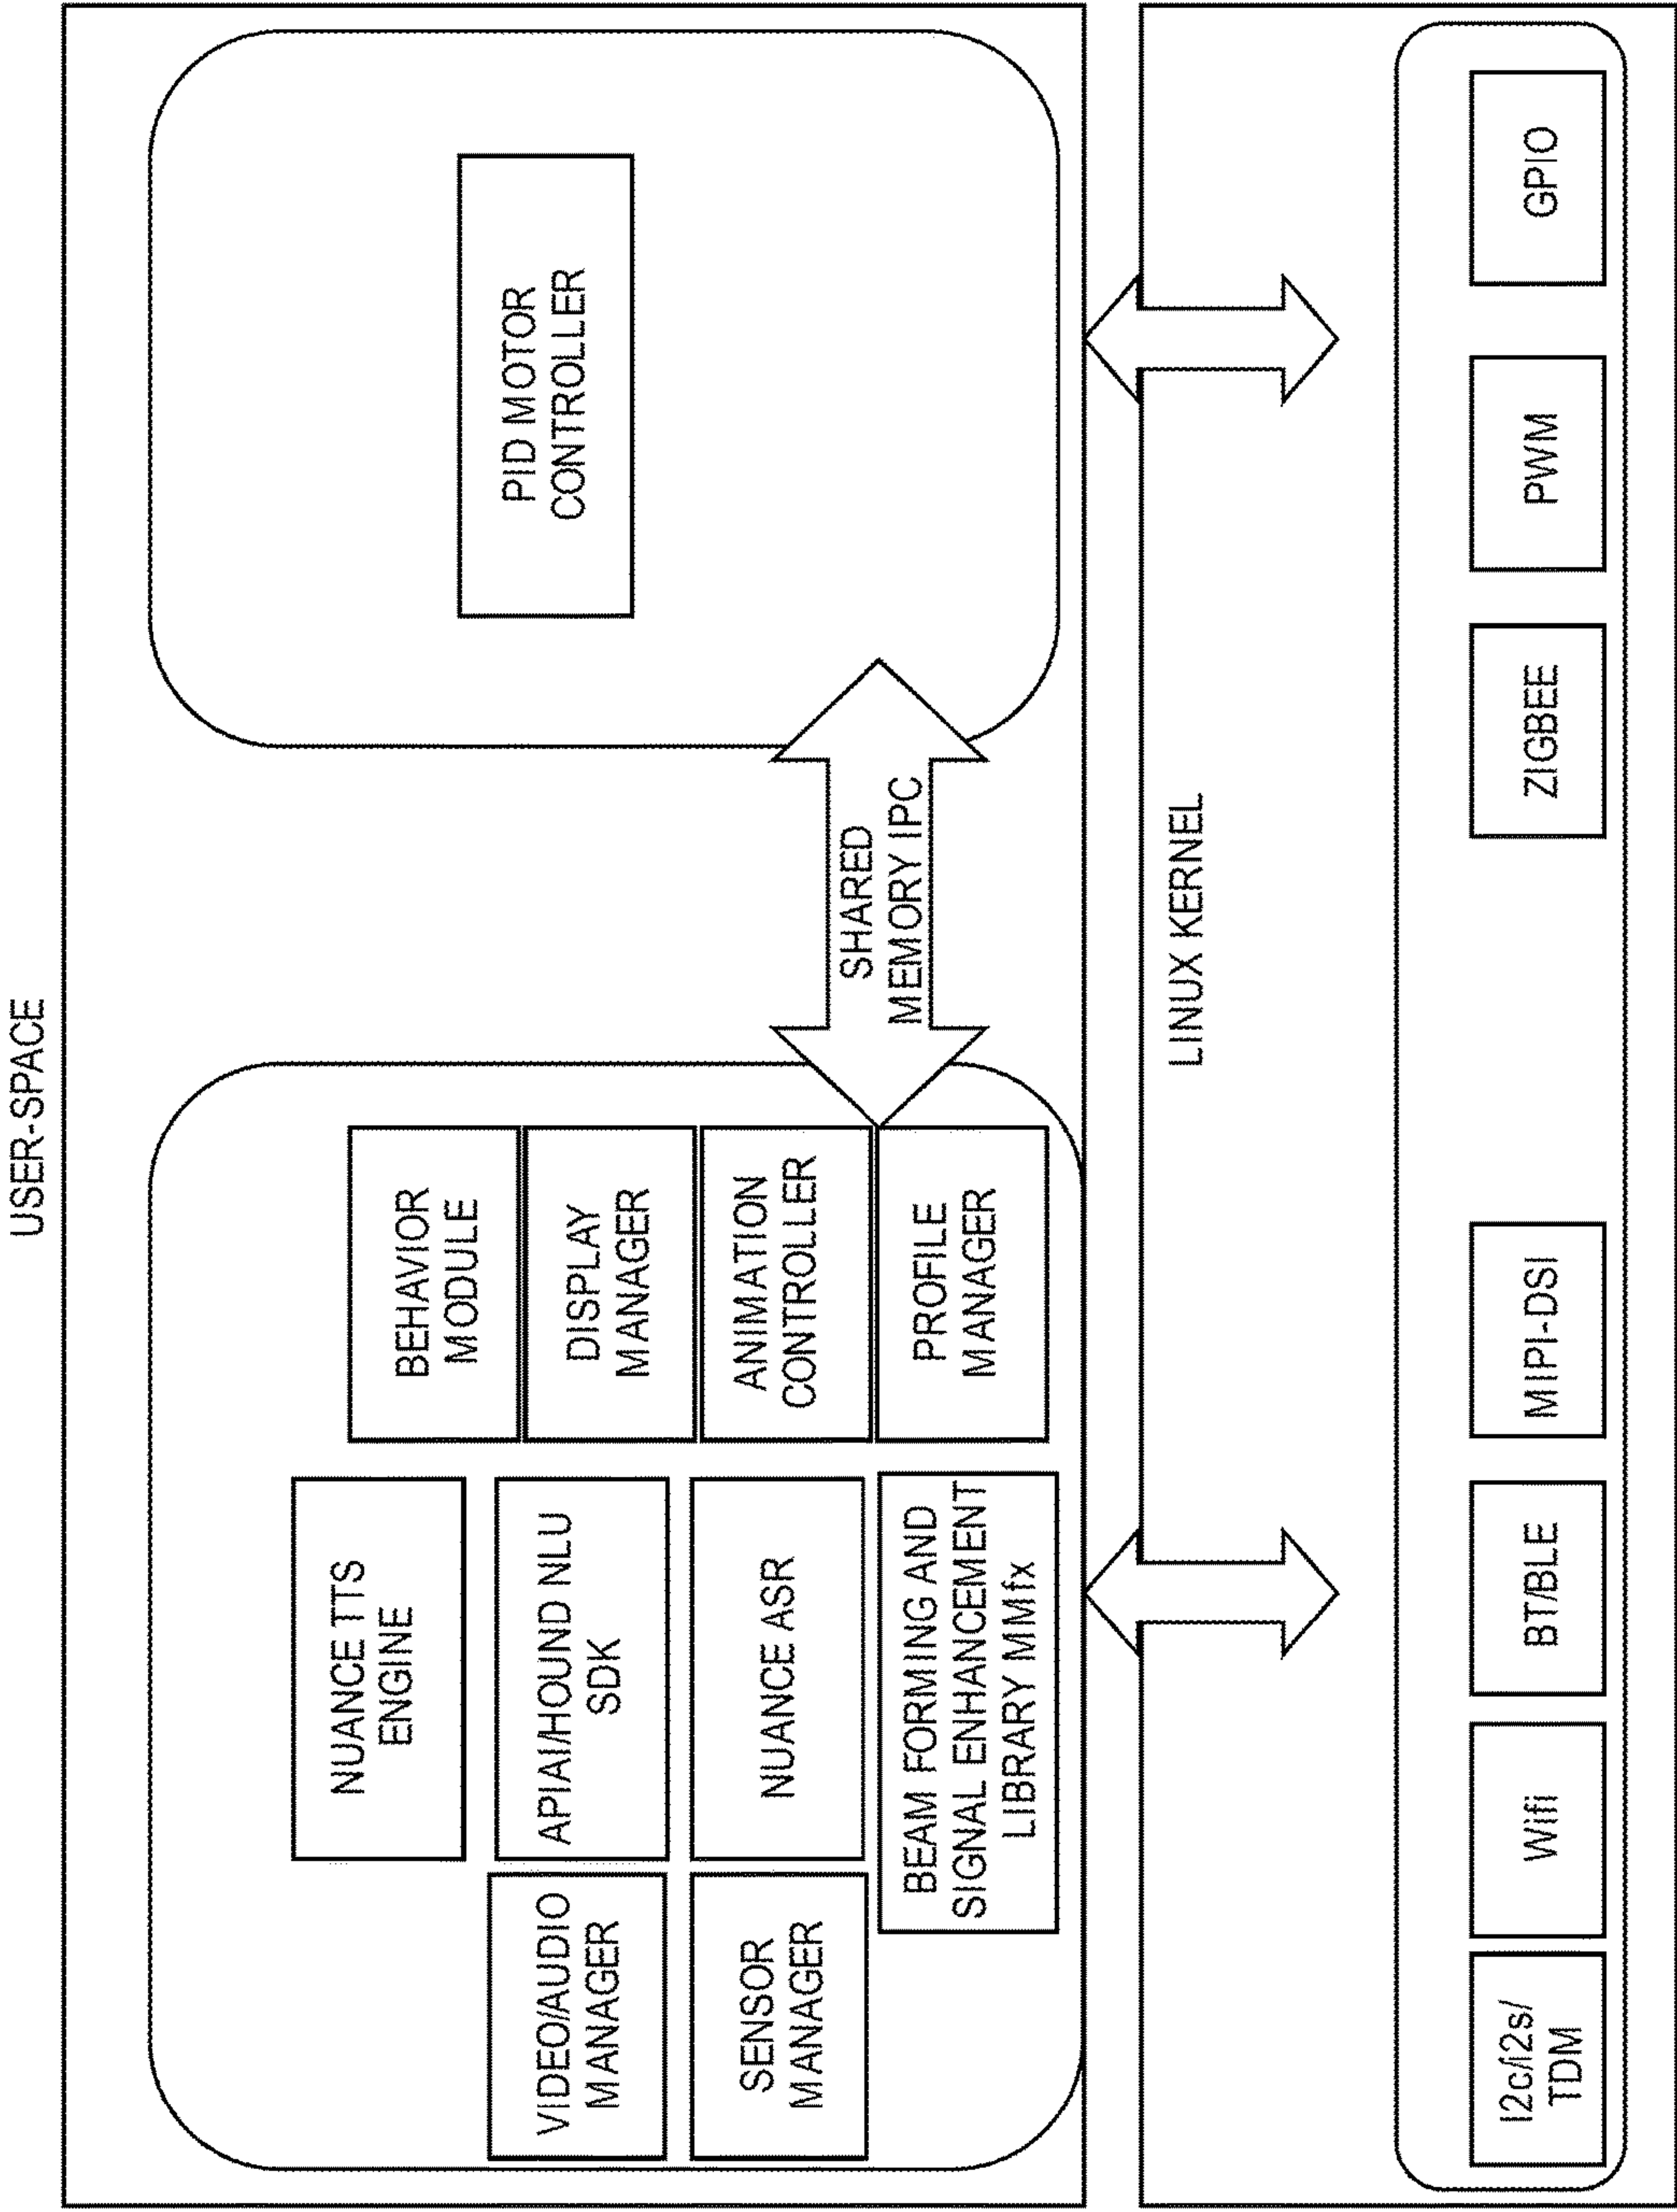 USER-SPACE
VIDEO/AUDIO
MANAGER
SENSOR
MANAGER
NUANCE TTS
ENGINE
APIAI/HOUND NLU
SDK
NUANCE ASR
BEAM FORMING AND
SIGNAL ENHANCEMENT
LIBRARY MMfx
BEHAVIOR
MODULE
DISPLAY
MANAGER
ANIMATION
CONTROLLER
PROFILE
MANAGER
SHARED
MEMORY IPC
PID MOTOR
CONTROLLER
LINUX KERNEL
I2c/i2s/
TDM
Wifi
BT/BLE
MIPI-DSI
ZIGBEE
PWM
GPIO